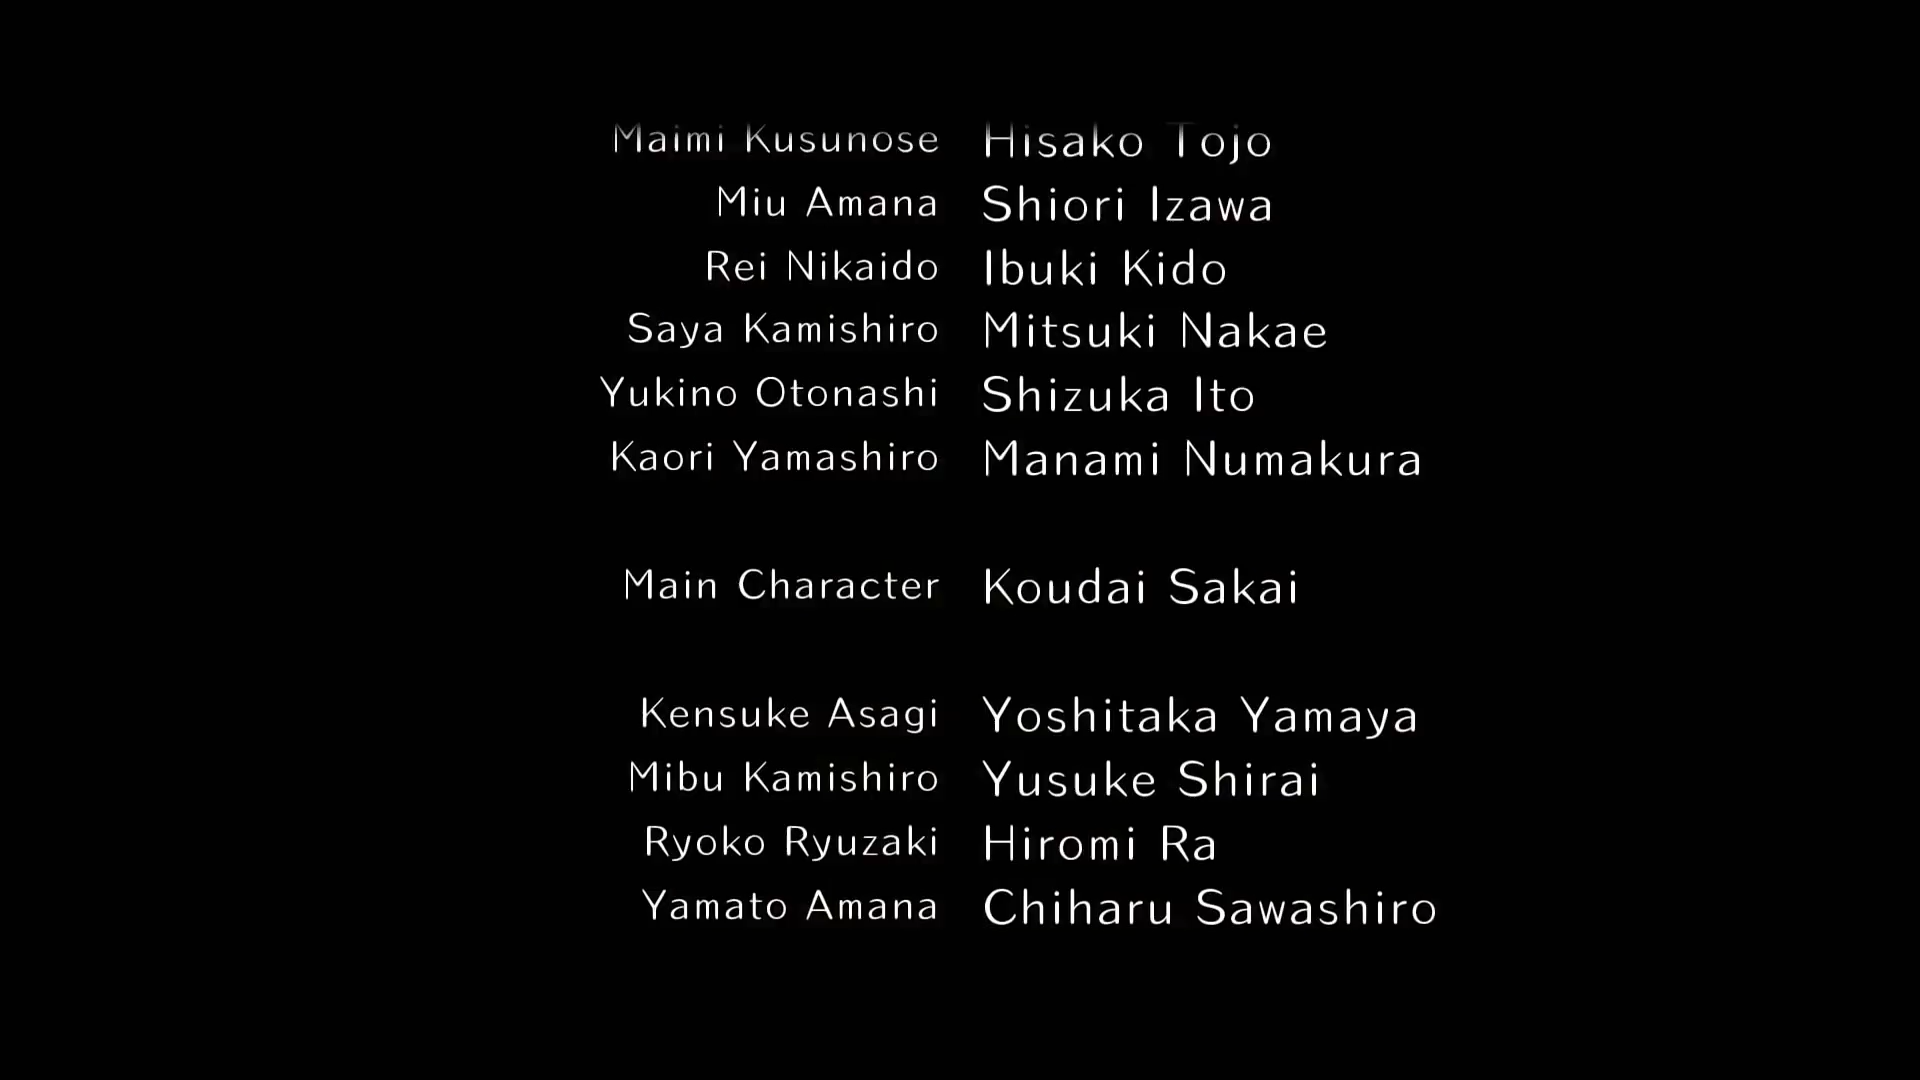 Maimi Kusunose Hisako Tojo
Miu Amana Shiori Izawa
Rei Nikaido Ibuki Kido
Saya Kamishiro Mitsuki Nakae
Yukino Otonashi Shizuka Ito
Kaori Yamashiro Manami Numakura
Main Character Koudai Sakai
Kensuke Asagi Yoshitaka Yamaya
Mibu Kamishiro Yusuke Shirai
Ryoko Ryuzaki Hiromi Ra
Yamato Amana Chiharu Sawashiro